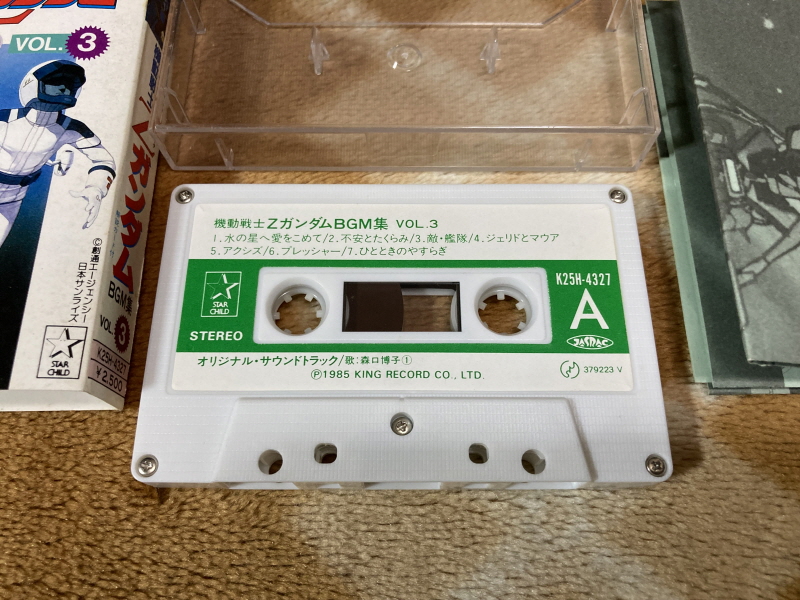 VOL. 3
Zガンダム
BGM集
VOL. 3
©創通エージェンシー
日本サンライズ
STAR
CHILD
K25H-4327
¥2,500
機動戦士ZガンダムBGM集 VOL.3
1.水の星へ愛をこめて/2.不安とたくらみ/3.敵・艦隊/4.ジェリドとマウア
5.アクシズ/6.プレッシャー/7.ひとときのやすらぎ
STAR
CHILD
STEREO
K25H-4327
A
JASRAC
オリジナル・サウンドトラック/歌:森口博子①
Ⓟ1985 KING RECORD CO., LTD.
379223 V